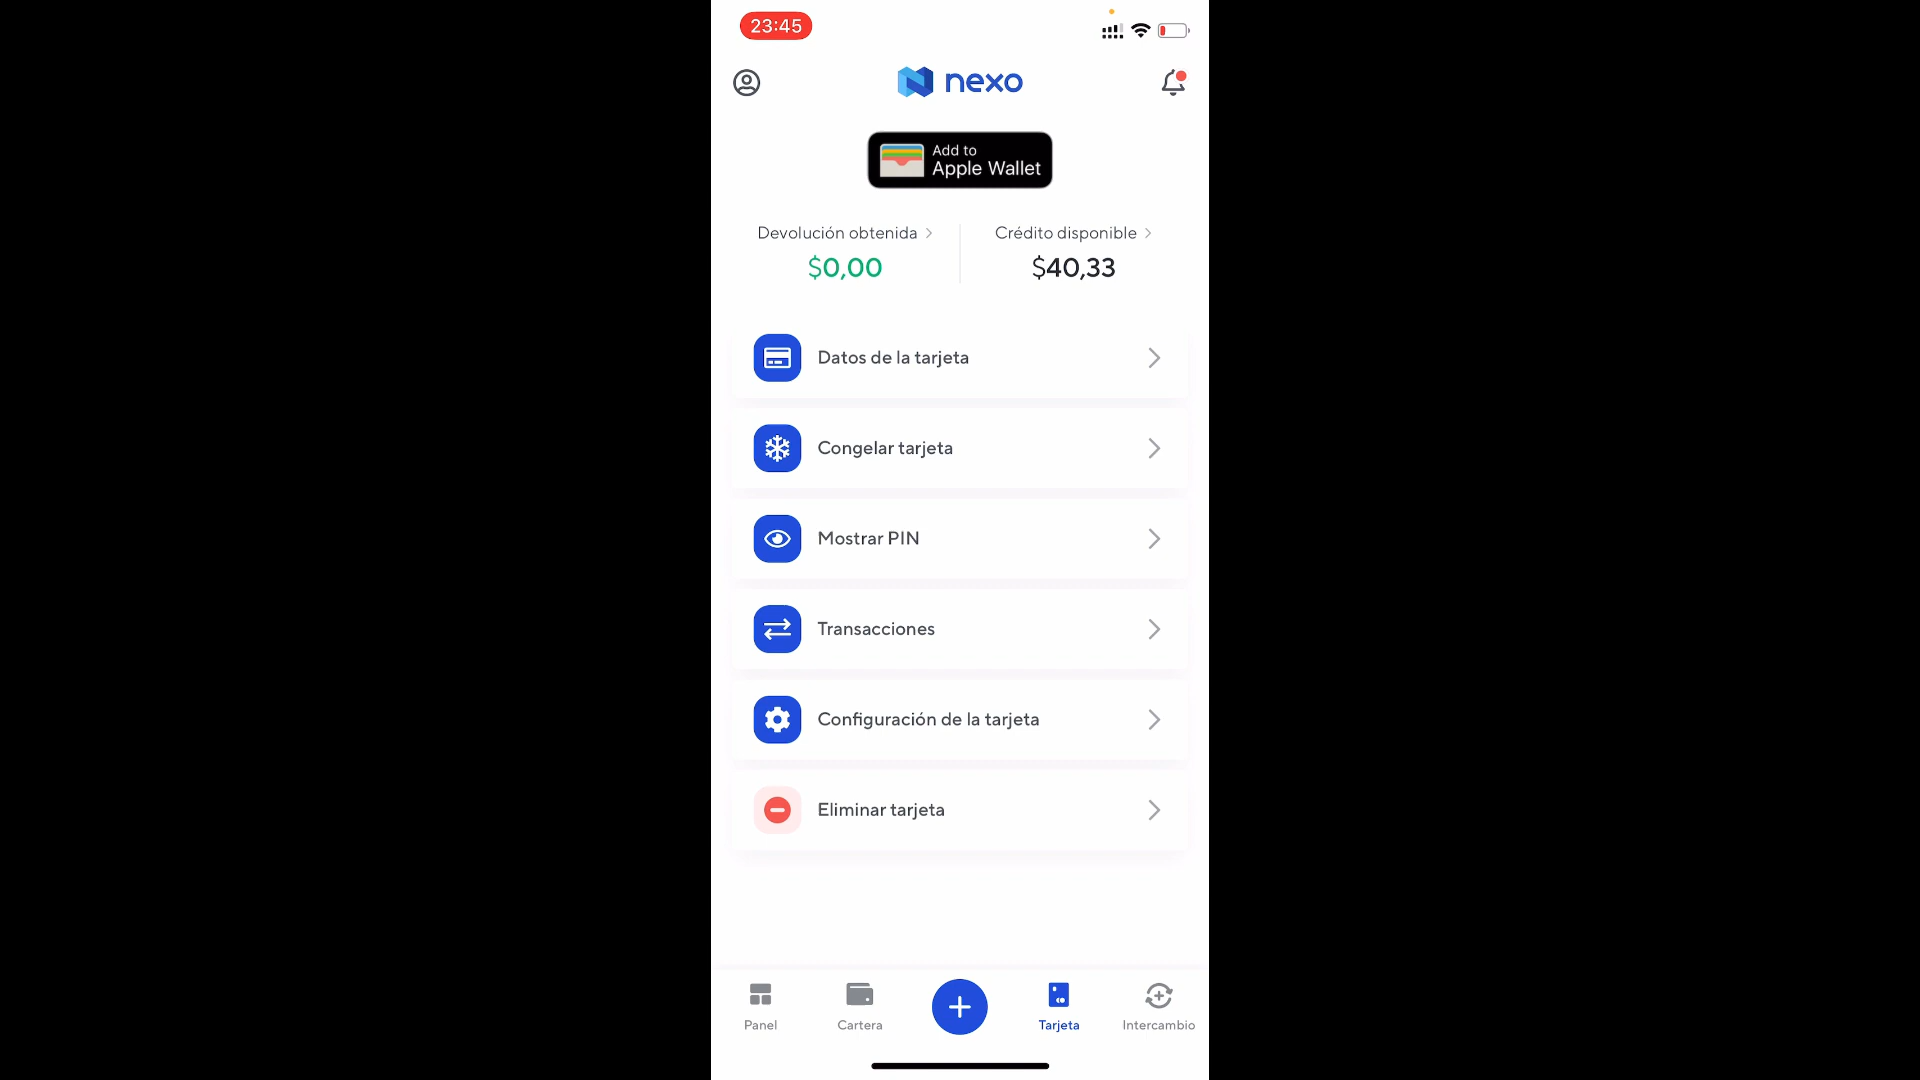 23:45
nexo
Add to
Apple Wallet
Devolución obtenida
Crédito disponible
$0,00
$40,33
Datos de la tarjeta
Congelar tarjeta
Mostrar PIN
Transacciones
Configuración de la tarjeta
Eliminar tarjeta
Panel
Cartera
Tarjeta
Intercambio